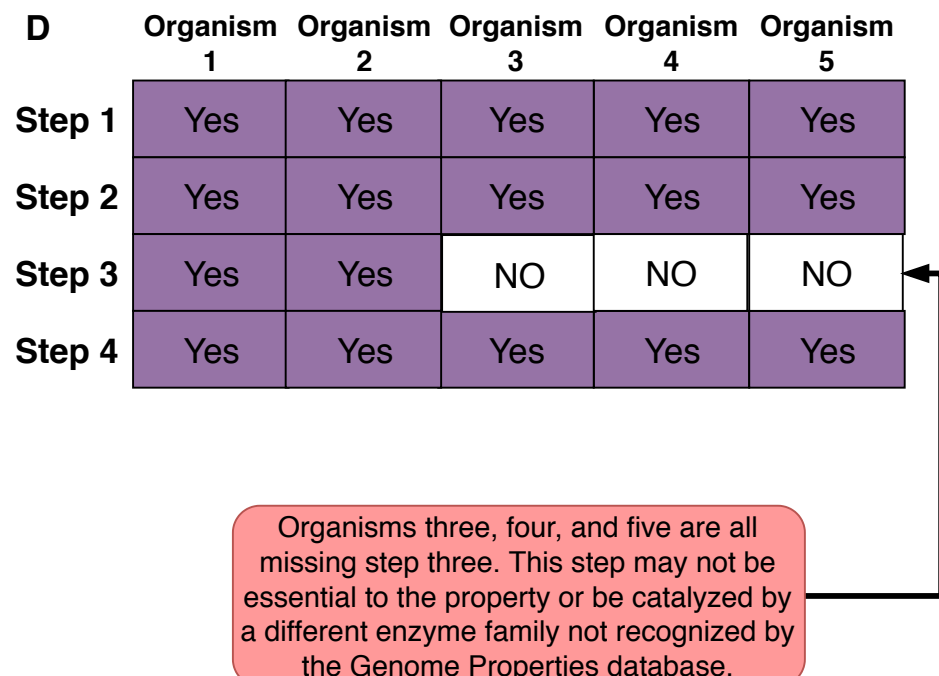 D
Organism Organism Organism Organism Organism
1 2 3 4 5
Step 1 Yes Yes Yes Yes Yes
Step 2 Yes Yes Yes Yes Yes
Step 3 Yes Yes NO NO NO
Step 4 Yes Yes Yes Yes Yes
Organisms three, four, and five are all
missing step three. This step may not be
essential to the property or be catalyzed by
a different enzyme family not recognized by
the Genome Properties database.